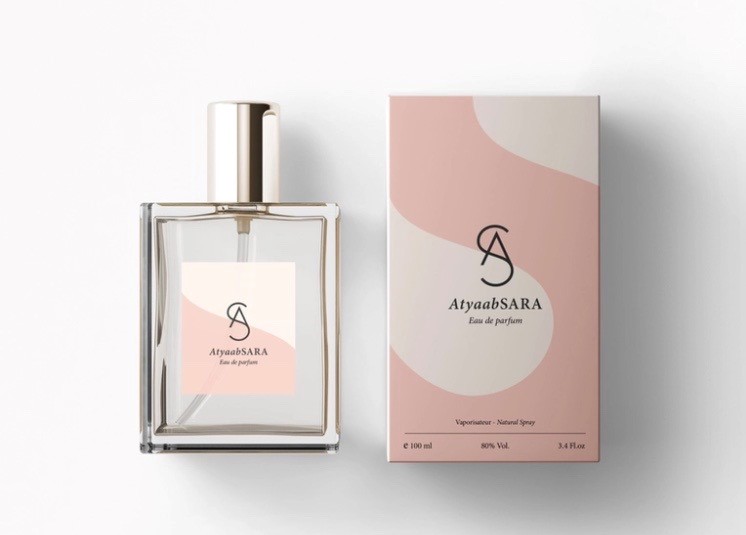 SA
AtyaabSARA
Eau de parfum
SA
AtyaabSARA
Eau de parfum
Vaporisateur - Natural Spray
℮ 100 ml 80% Vol. 3.4 Fl.oz